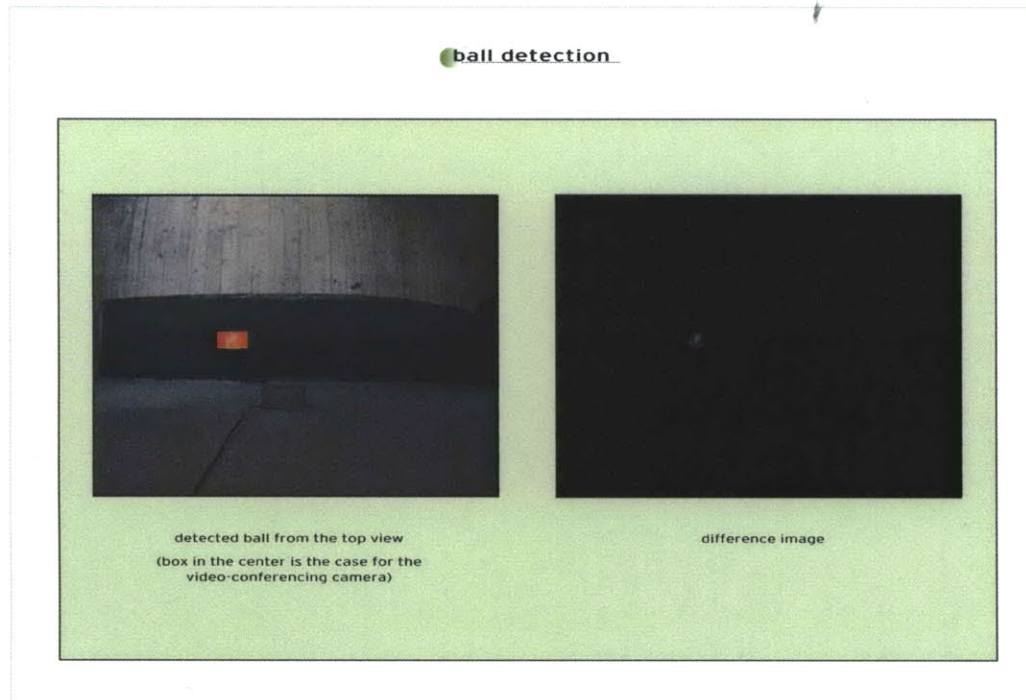 ball detection
detected ball from the top view
(box in the center is the case for the
video-conferencing camera)
difference image